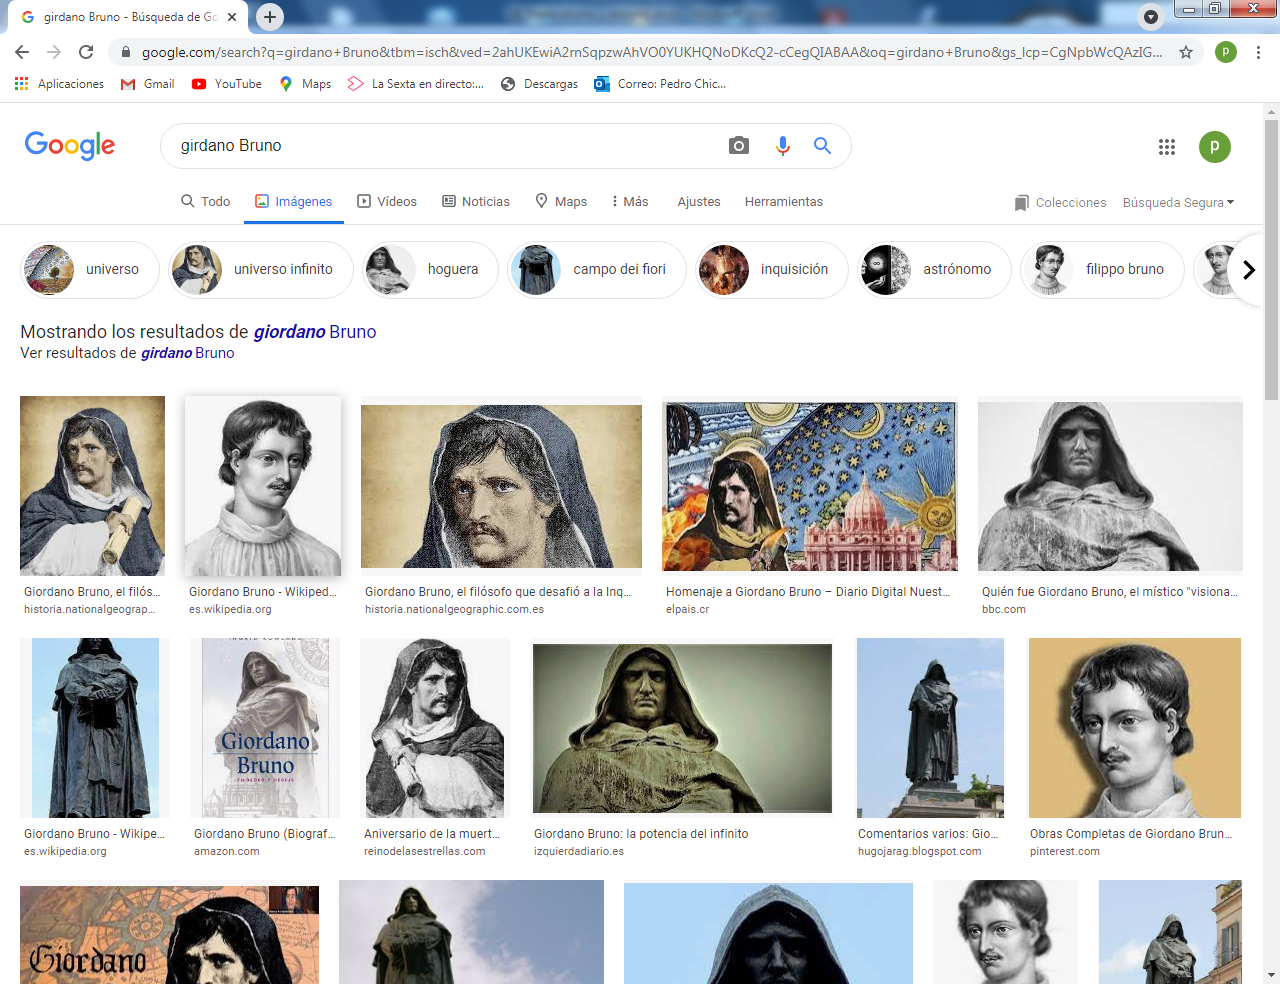 girdano Bruno - Búsqueda de Go
google.com/search?q=girdano+Bruno&tbm=isch&ved=2ahUKEwiA2rnSqpzwAhVO0YUKHQNoDKcQ2-cCegQIABAA&oq=girdano+Bruno&gs_lcp=CgNpbWcQAzIG...
p
Aplicaciones Gmail YouTube Maps La Sexta en directo:... Descargas Correo: Pedro Chic...
Google
girdano Bruno
p
Todo Imágenes Vídeos Noticias Maps Más Ajustes Herramientas Colecciones Búsqueda Segura
universo universo infinito hoguera campo dei fiori inquisición astrónomo filippo bruno
Mostrando los resultados de giordano Bruno
Ver resultados de girdano Bruno
Giordano Bruno, el filós...
historia.nationalgeograp...
Giordano Bruno - Wikiped...
es.wikipedia.org
Giordano Bruno, el filósofo que desafió a la Inq...
historia.nationalgeographic.com.es
Homenaje a Giordano Bruno – Diario Digital Nuest...
elpais.cr
Quién fue Giordano Bruno, el místico "visiona...
bbc.com
Giordano
Bruno
FILÓSOFO Y HEREJE
Giordano Bruno - Wikipe...
es.wikipedia.org
Giordano Bruno (Biograf...
amazon.com
Aniversario de la muert...
reinodelasestrellas.com
Giordano Bruno: la potencia del infinito
izquierdadiario.es
Comentarios varios: Gio...
hugojarag.blogspot.com
Obras Completas de Giordano Brun...
pinterest.com
Giordano